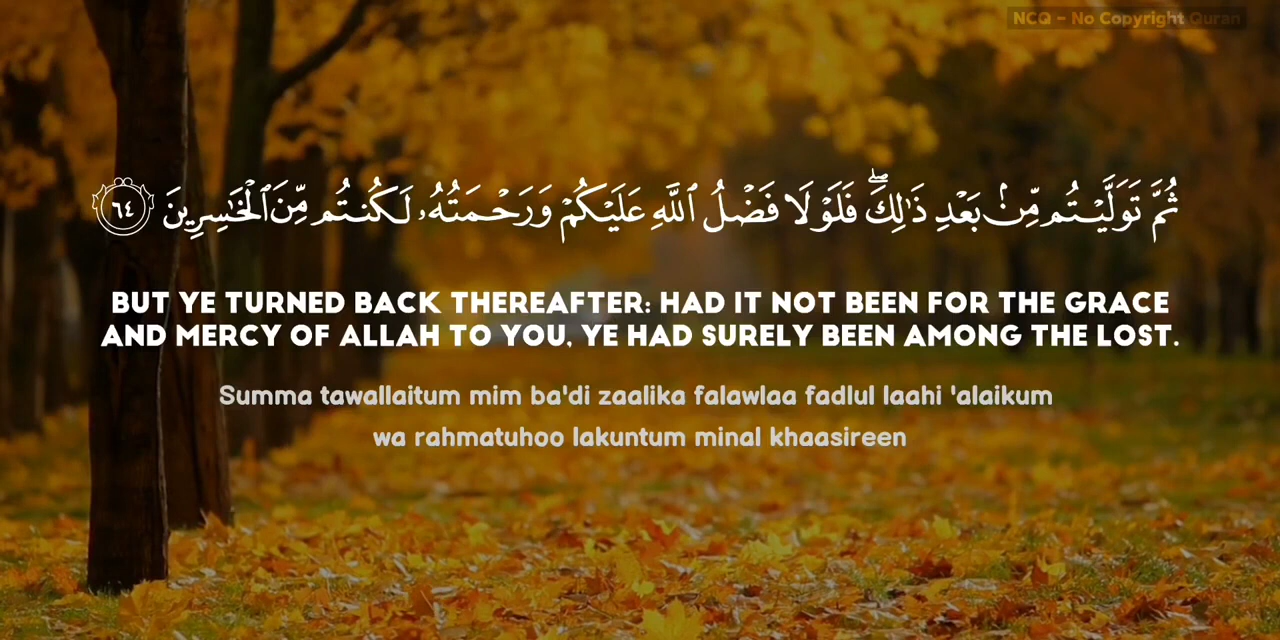 NCQ - No Copyright Quran
ثُمَّ تَوَلَّيْتُم مِّنۢ بَعْدِ ذَٰلِكَ ۖ فَلَوْلَا فَضْلُ ٱللَّهِ عَلَيْكُمْ وَرَحْمَتُهُۥ لَكُنتُم مِّنَ ٱلْخَٰسِرِينَ ٦٤
BUT YE TURNED BACK THEREAFTER: HAD IT NOT BEEN FOR THE GRACE
AND MERCY OF ALLAH TO YOU, YE HAD SURELY BEEN AMONG THE LOST.
Summa tawallaitum mim ba'di zaalika falawlaa fadlul laahi 'alaikum
wa rahmatuhoo lakuntum minal khaasireen